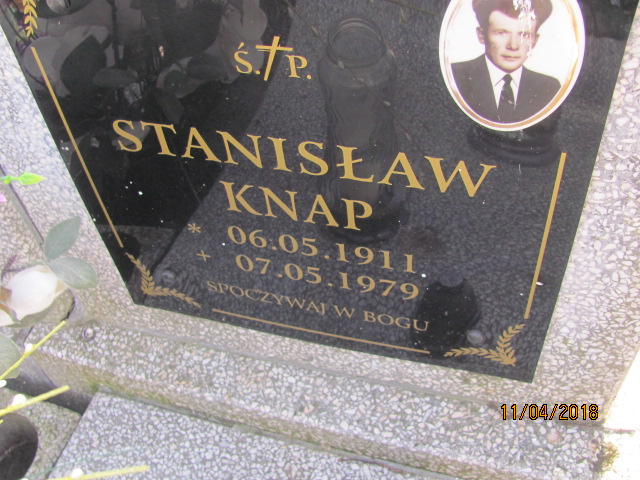 Ś.†P.
STANISŁAW
KNAP
* 06.05.1911
+ 07.05.1979
SPOCZYWAJ W BOGU
11/04/2018